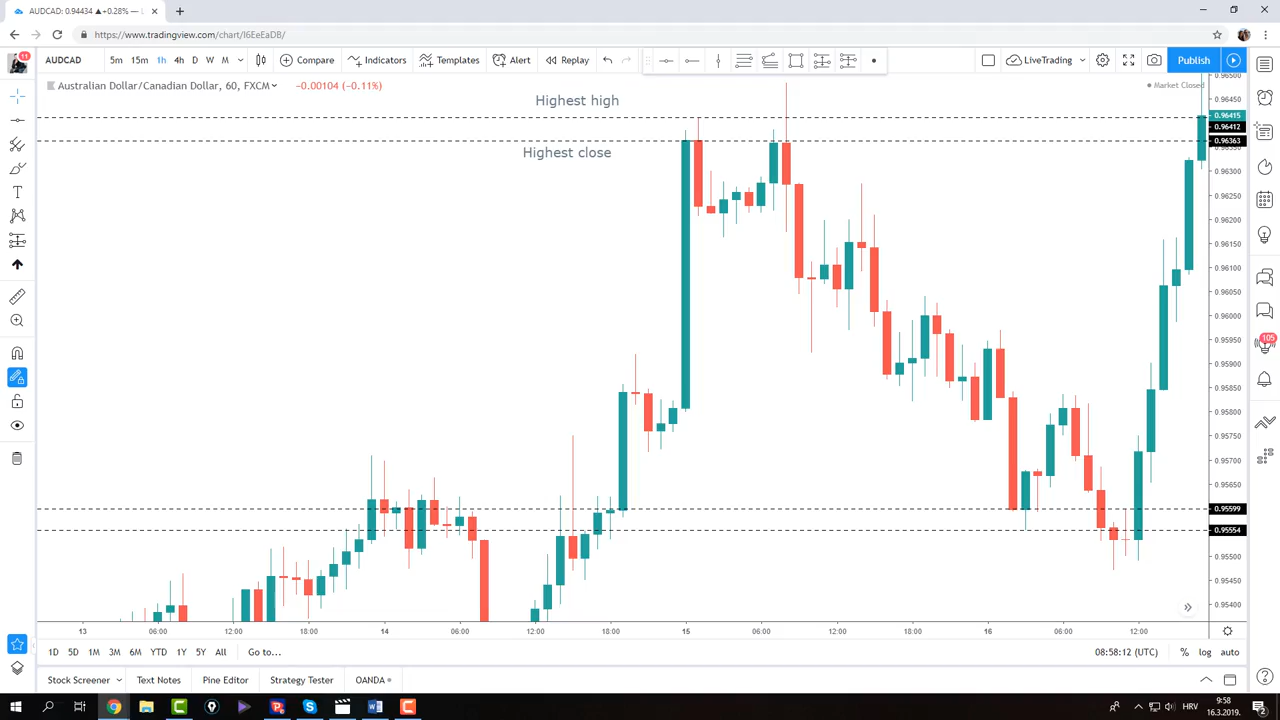 AUDCAD: 0.94434 ▲+0.28% — L
https://www.tradingview.com/chart/I6EeEaDB/
11
AUDCAD
5m 15m 1h 4h D W M
Compare
Indicators
Templates
Alert
Replay
LiveTrading
Publish
Australian Dollar/Canadian Dollar, 60, FXCM
−0.00104 (−0.11%)
Market Closed
Highest high
Highest close
0.96500
0.96450
0.96415
0.96412
0.96363
0.96300
0.96250
0.96200
0.96150
0.96100
0.96050
0.96000
0.95950
0.95900
0.95850
0.95800
0.95750
0.95700
0.95650
0.95599
0.95554
0.95500
0.95450
0.95400
105
13 06:00 12:00 18:00 14 06:00 12:00 18:00 15 06:00 12:00 18:00 16 06:00 12:00
1D 5D 1M 3M 6M YTD 1Y 5Y All Go to...
08:58:12 (UTC) % log auto
Stock Screener Text Notes Pine Editor Strategy Tester OANDA
HRV
9:58
16.3.2019.
2